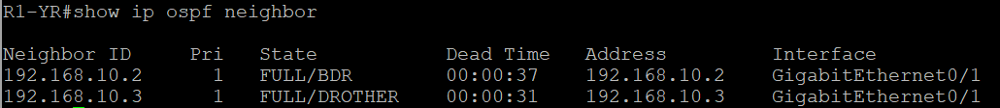 R1-YR#show ip ospf neighbor
Neighbor ID     Pri   State           Dead Time   Address         Interface
192.168.10.2      1   FULL/BDR        00:00:37    192.168.10.2    GigabitEthernet0/1
192.168.10.3      1   FULL/DROTHER    00:00:31    192.168.10.3    GigabitEthernet0/1